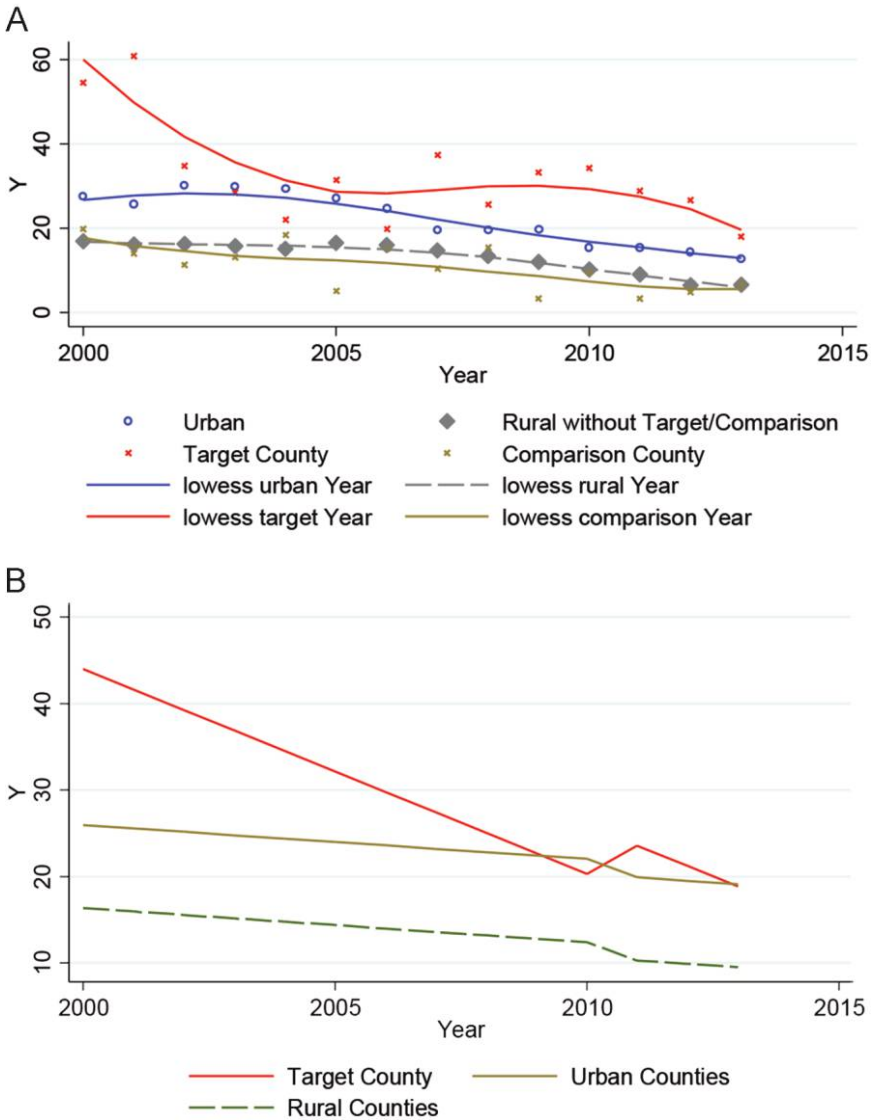 A
60
40
Y
20
0
2000 2005 2010 2015
Year
Urban Rural without Target/Comparison
Target County Comparison County
lowess urban Year lowess rural Year
lowess target Year lowess comparison Year
B
50
40
30
Y
20
10
2000 2005 2010 2015
Year
Target County Urban Counties
Rural Counties